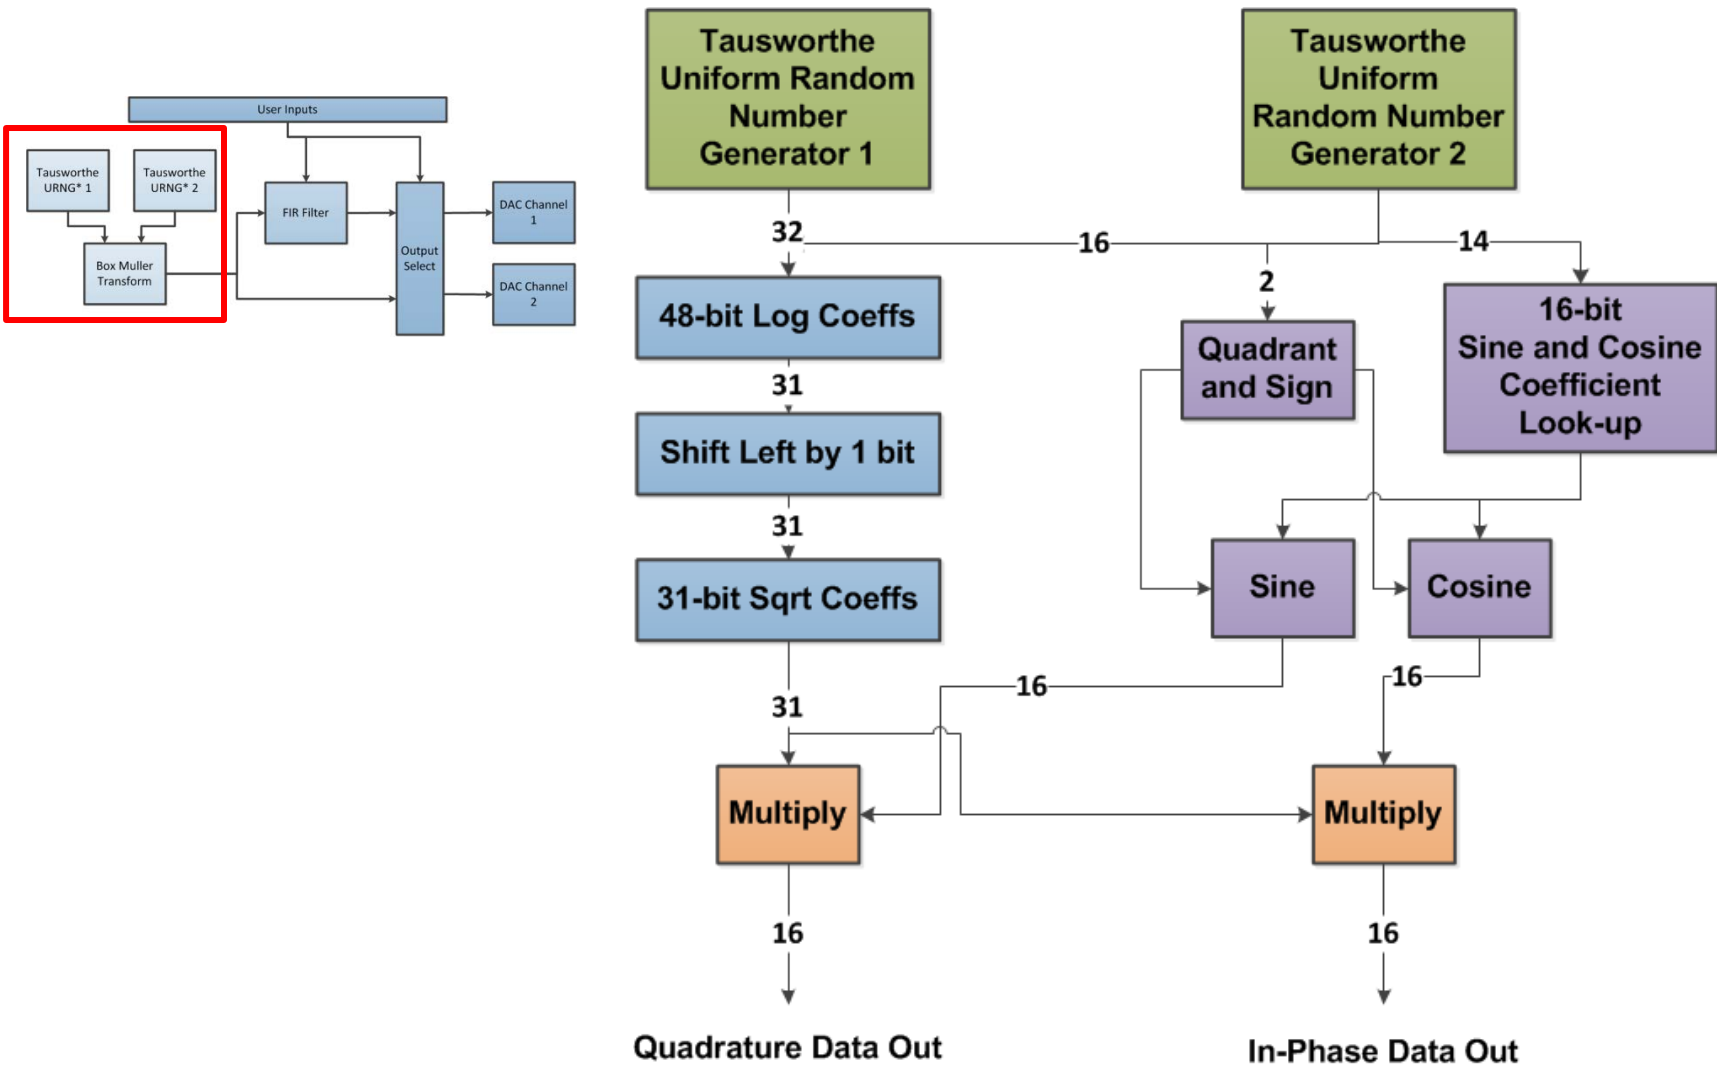 User Inputs
Tausworthe
URNG* 1
Tausworthe
URNG* 2
FIR Filter
Box Muller
Transform
Output
Select
DAC Channel
1
DAC Channel
2
Tausworthe
Uniform Random
Number
Generator 1
Tausworthe
Uniform
Random Number
Generator 2
32
16
14
2
48-bit Log Coeffs
Quadrant
and Sign
16-bit
Sine and Cosine
Coefficient
Look-up
31
Shift Left by 1 bit
31
31-bit Sqrt Coeffs
Sine
Cosine
16
16
31
Multiply
Multiply
16
16
Quadrature Data Out
In-Phase Data Out